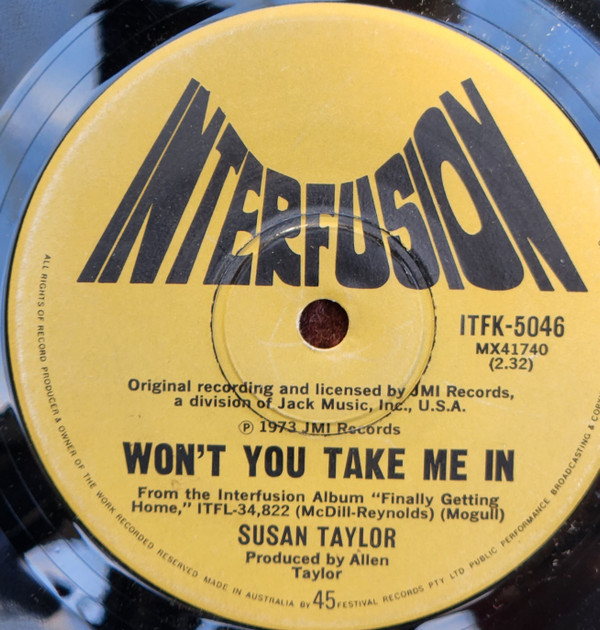 INTERFUSION
ITFK-5046
MX41740
(2.32)
Original recording and licensed by JMI Records,
a division of Jack Music, Inc., U.S.A.
℗ 1973 JMI Records
WON'T YOU TAKE ME IN
From the Interfusion Album “Finally Getting
Home,” ITFL-34,822 (McDill-Reynolds) (Mogull)
SUSAN TAYLOR
Produced by Allen
Taylor
45
ALL RIGHTS OF RECORD PRODUCER & OWNER OF THE WORK RECORDED RESERVED MADE IN AUSTRALIA BY FESTIVAL RECORDS PTY LTD PUBLIC PERFORMANCE BROADCASTING &